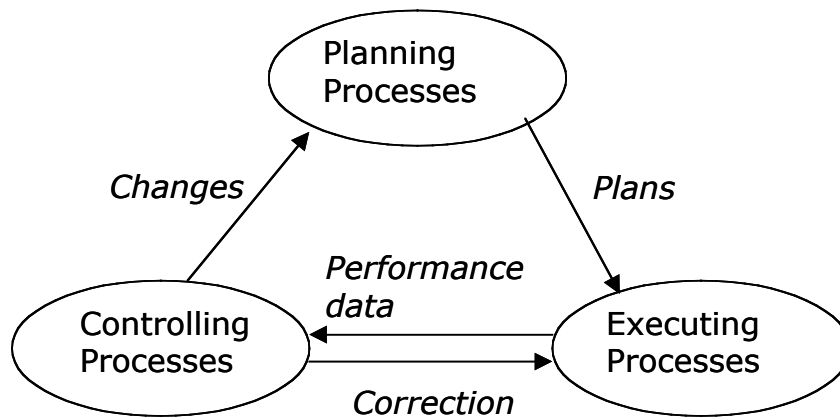 Planning
Processes
Changes
Plans
Performance
data
Controlling
Processes
Executing
Processes
Correction